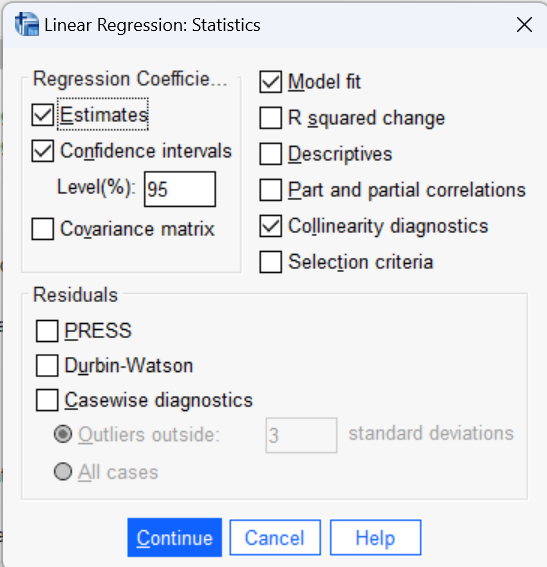 Linear Regression: Statistics
Regression Coefficie...
Estimates
Confidence intervals
Level(%): 95
Covariance matrix
Model fit
R squared change
Descriptives
Part and partial correlations
Collinearity diagnostics
Selection criteria
Residuals
PRESS
Durbin-Watson
Casewise diagnostics
Outliers outside: 3 standard deviations
All cases
Continue Cancel Help